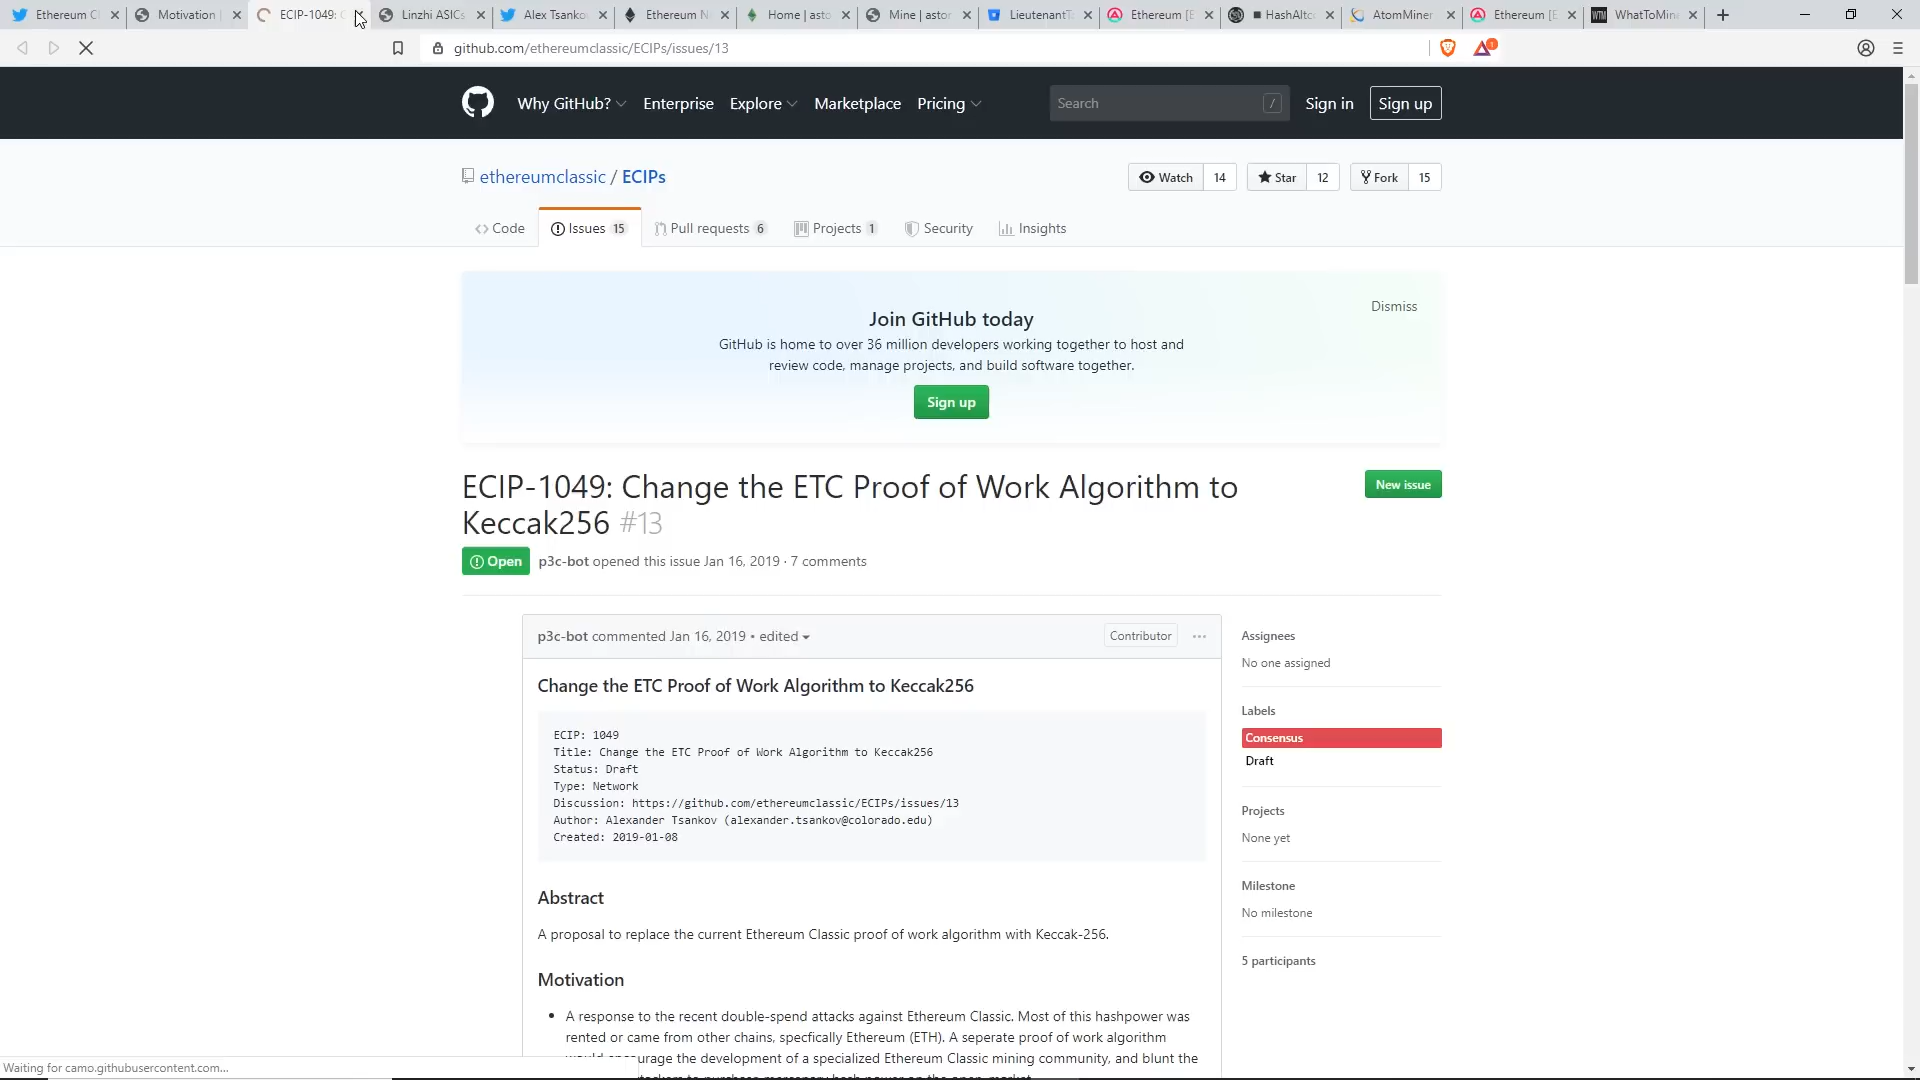 Ethereum Cl
Motivation |
ECIP-1049: C
Linzhi ASICs
Alex Tsankov
Ethereum N
Home | asto
Mine | astor
LieutenantT
Ethereum [E
■ HashAltc
AtomMiner
Ethereum [E
WTM WhatToMine
github.com/ethereumclassic/ECIPs/issues/13
1
Why GitHub?
Enterprise
Explore
Marketplace
Pricing
Search
/
Sign in
Sign up
ethereumclassic / ECIPs
Watch 14
Star 12
Fork 15
Code
Issues 15
Pull requests 6
Projects 1
Security
Insights
Dismiss
Join GitHub today
GitHub is home to over 36 million developers working together to host and
review code, manage projects, and build software together.
Sign up
ECIP-1049: Change the ETC Proof of Work Algorithm to
Keccak256 #13
New issue
Open
p3c-bot opened this issue Jan 16, 2019 · 7 comments
p3c-bot commented Jan 16, 2019 • edited
Contributor
Change the ETC Proof of Work Algorithm to Keccak256
ECIP: 1049
Title: Change the ETC Proof of Work Algorithm to Keccak256
Status: Draft
Type: Network
Discussion: https://github.com/ethereumclassic/ECIPs/issues/13
Author: Alexander Tsankov (alexander.tsankov@colorado.edu)
Created: 2019-01-08
Abstract
A proposal to replace the current Ethereum Classic proof of work algorithm with Keccak-256.
Motivation
• A response to the recent double-spend attacks against Ethereum Classic. Most of this hashpower was
rented or came from other chains, specfically Ethereum (ETH). A seperate proof of work algorithm
would encourage the development of a specialized Ethereum Classic mining community, and blunt the
Assignees
No one assigned
Labels
Consensus
Draft
Projects
None yet
Milestone
No milestone
5 participants
Waiting for camo.githubusercontent.com...